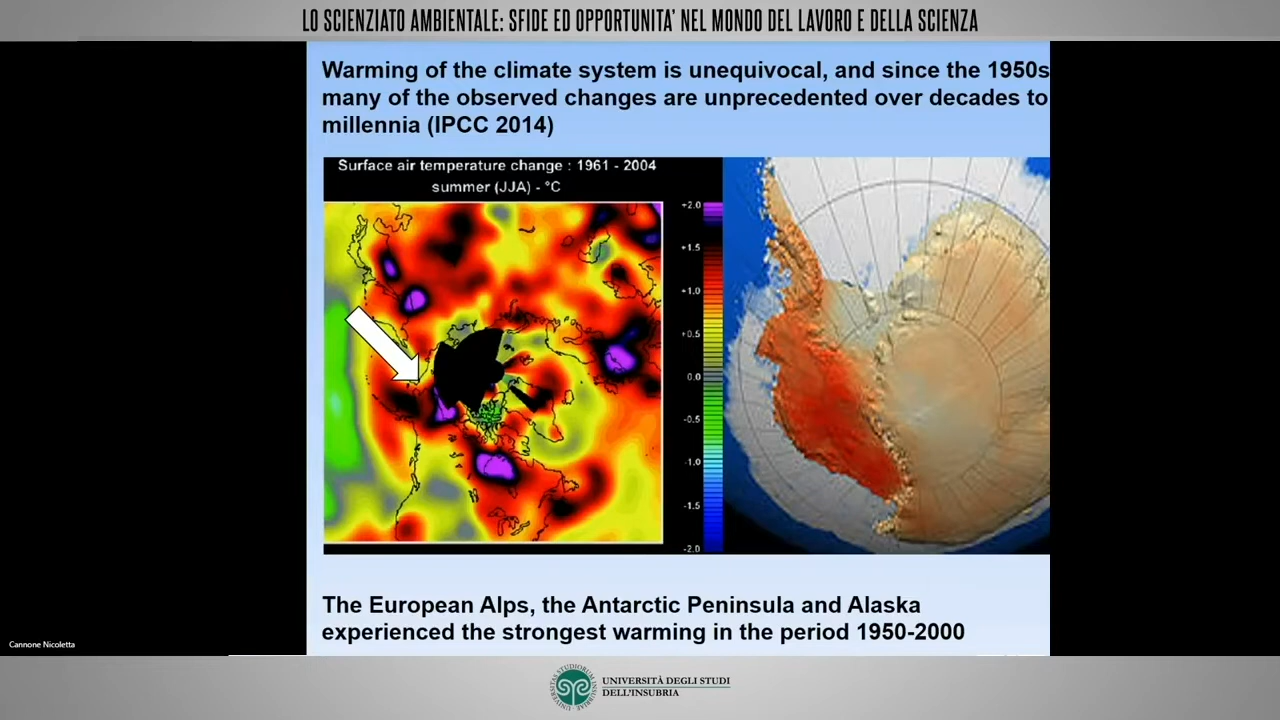 LO SCIENZIATO AMBIENTALE: SFIDE ED OPPORTUNITA' NEL MONDO DEL LAVORO E DELLA SCIENZA
Warming of the climate system is unequivocal, and since the 1950s
many of the observed changes are unprecedented over decades to
millennia (IPCC 2014)
Surface air temperature change : 1961 - 2004
summer (JJA) - °C
+2.0
+1.5
+1.0
+0.5
0.0
-0.5
-1.0
-1.5
-2.0
The European Alps, the Antarctic Peninsula and Alaska
experienced the strongest warming in the period 1950-2000
Cannone Nicoletta
UNIVERSITÀ DEGLI STUDI
DELL'INSUBRIA